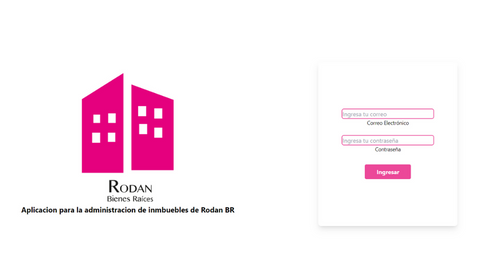 RODAN
Bienes Raíces
Aplicacion para la administracion de inmbuebles de Rodan BR
Ingresa tu correo
Correo Electrónico
Ingresa tu contraseña
Contraseña
Ingresar